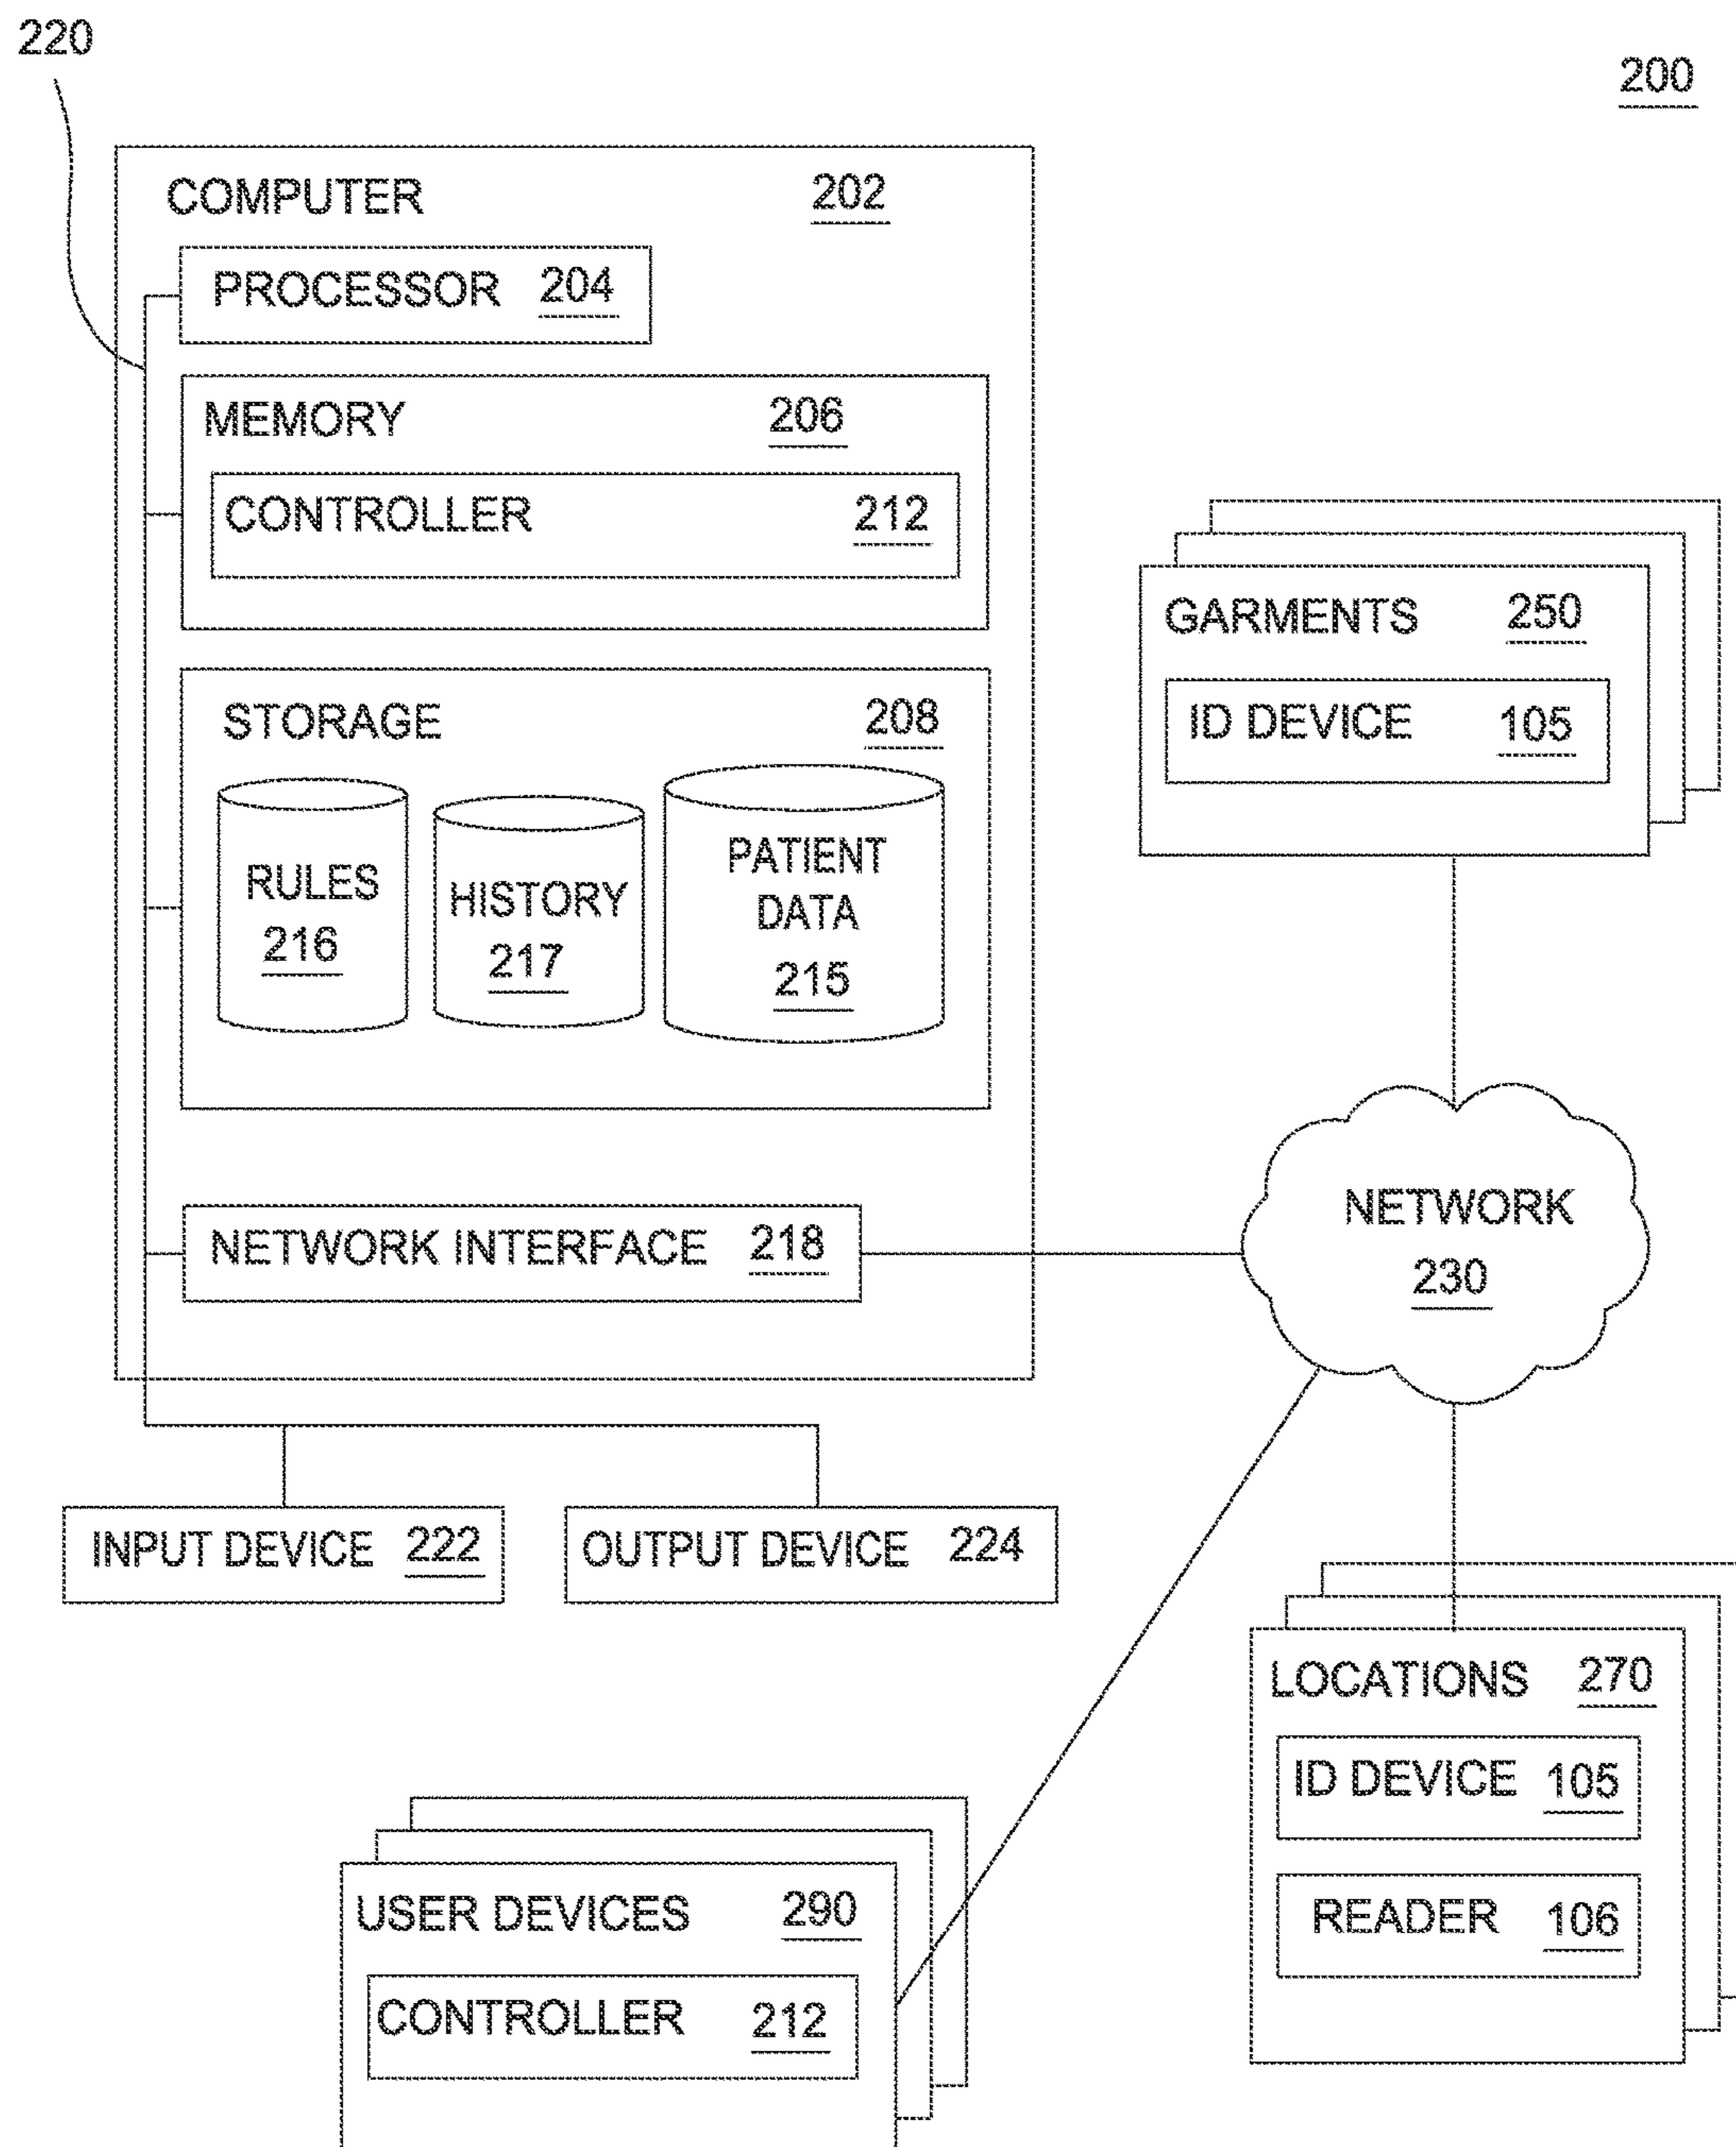 220
200
COMPUTER 202
PROCESSOR 204
MEMORY 206
CONTROLLER 212
STORAGE 208
RULES
216
HISTORY
217
PATIENT
DATA
215
NETWORK INTERFACE 218
INPUT DEVICE 222
OUTPUT DEVICE 224
GARMENTS 250
ID DEVICE 105
NETWORK
230
LOCATIONS 270
ID DEVICE 105
READER 106
USER DEVICES 290
CONTROLLER 212